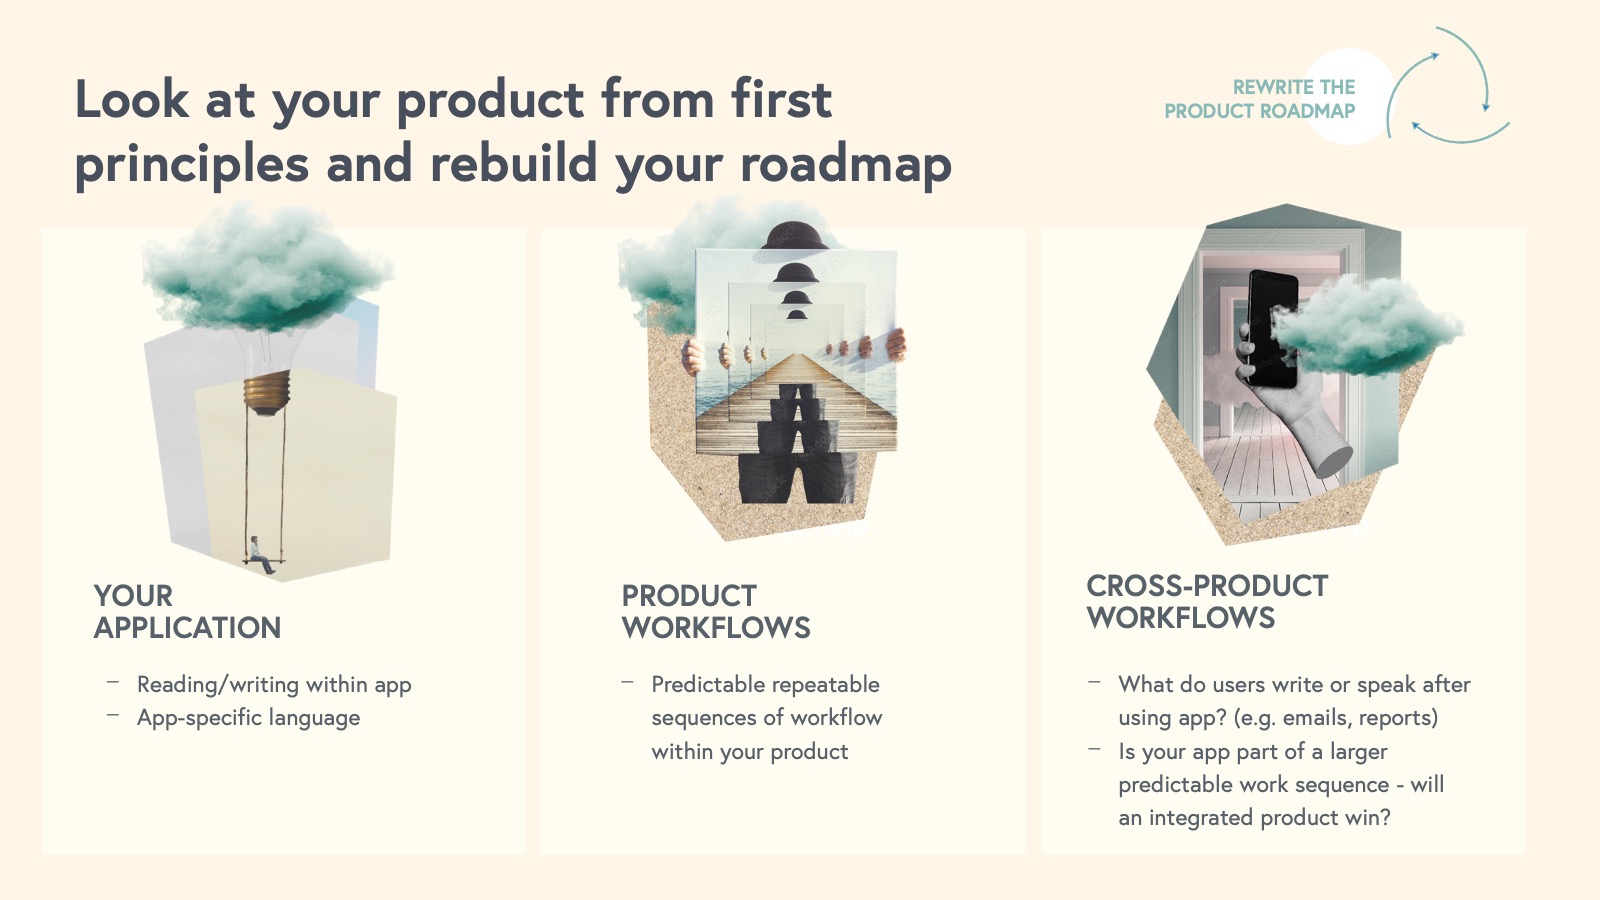 Look at your product from first
principles and rebuild your roadmap
REWRITE THE
PRODUCT ROADMAP
YOUR
APPLICATION
– Reading/writing within app
– App-specific language
PRODUCT
WORKFLOWS
– Predictable repeatable
sequences of workflow
within your product
CROSS-PRODUCT
WORKFLOWS
– What do users write or speak after
using app? (e.g. emails, reports)
– Is your app part of a larger
predictable work sequence - will
an integrated product win?